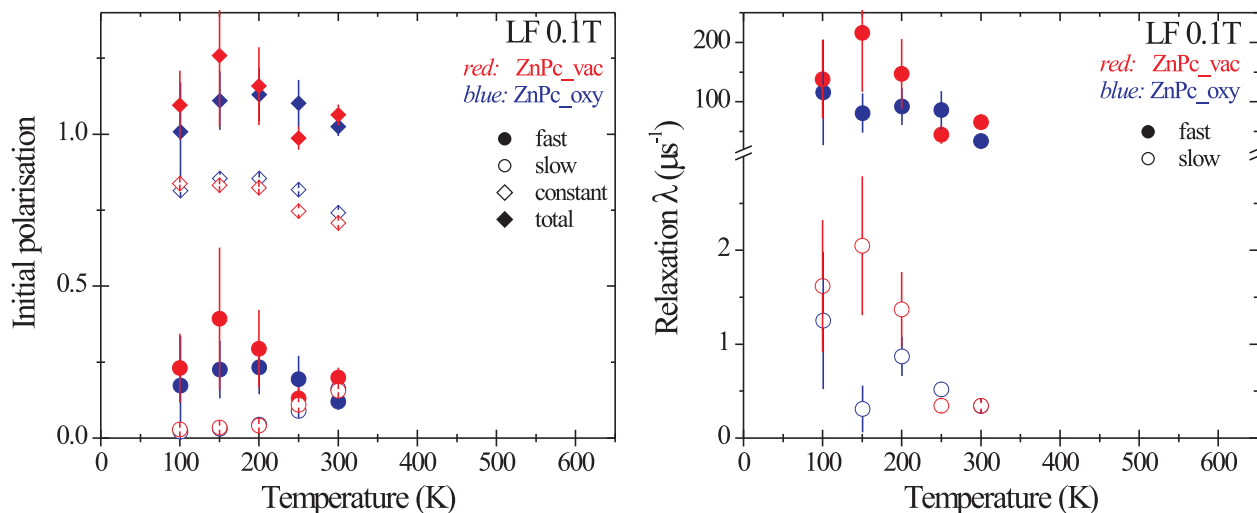 LF 0.1T
red: ZnPc_vac
blue: ZnPc_oxy
fast
slow
constant
total
Initial polarisation
1.0
0.5
0.0
0 100 200 300 400 500 600
Temperature (K)
LF 0.1T
red: ZnPc_vac
blue: ZnPc_oxy
fast
slow
Relaxation λ (μs⁻¹)
200
100
2
1
0
0 100 200 300 400 500 600
Temperature (K)